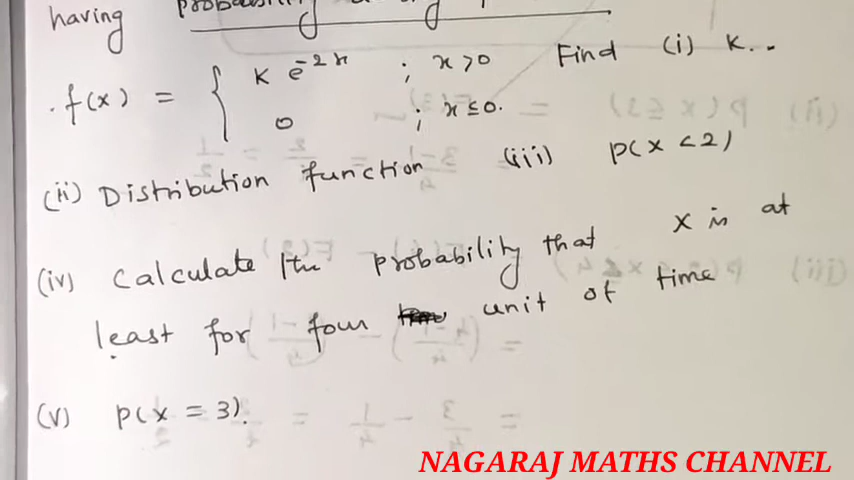 having probability
f(x) = { K e^-2x ; x>0 Find (i) K..
0 ; x≤0.
(ii) Distribution function (iii) P(X <2)
(iv) Calculate the probability that X is at
least for four unit of time
(v) P(X = 3).
NAGARAJ MATHS CHANNEL